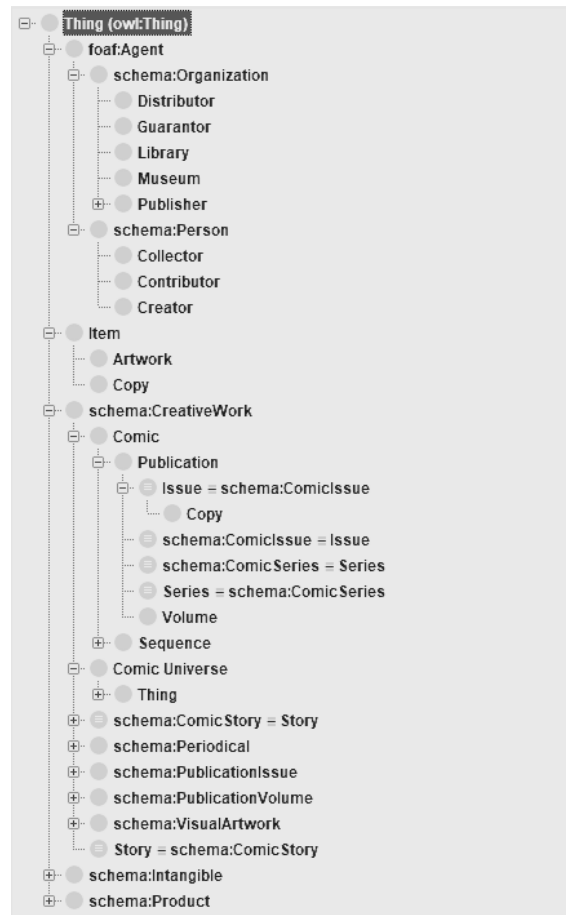 Thing (owl:Thing)
foaf:Agent
schema:Organization
Distributor
Guarantor
Library
Museum
Publisher
schema:Person
Collector
Contributor
Creator
Item
Artwork
Copy
schema:CreativeWork
Comic
Publication
Issue ≡ schema:ComicIssue
Copy
schema:ComicIssue ≡ Issue
schema:ComicSeries ≡ Series
Series ≡ schema:ComicSeries
Volume
Sequence
Comic Universe
Thing
schema:ComicStory ≡ Story
schema:Periodical
schema:PublicationIssue
schema:PublicationVolume
schema:VisualArtwork
Story ≡ schema:ComicStory
schema:Intangible
schema:Product